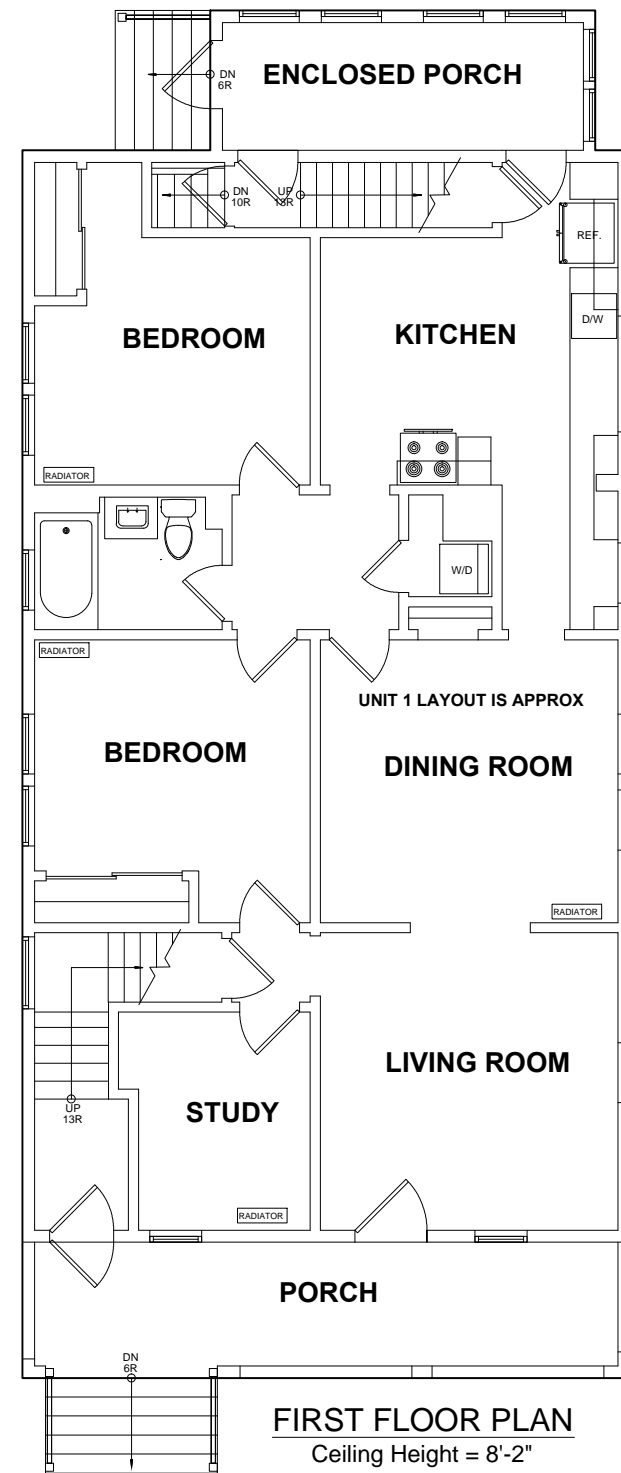 ENCLOSED PORCH
DN
6R
DN
10R
UP
18R
REF.
D/W
BEDROOM
KITCHEN
RADIATOR
W/D
RADIATOR
UNIT 1 LAYOUT IS APPROX
BEDROOM
DINING ROOM
RADIATOR
LIVING ROOM
UP
13R
STUDY
RADIATOR
PORCH
DN
6R
FIRST FLOOR PLAN
Ceiling Height = 8'-2"